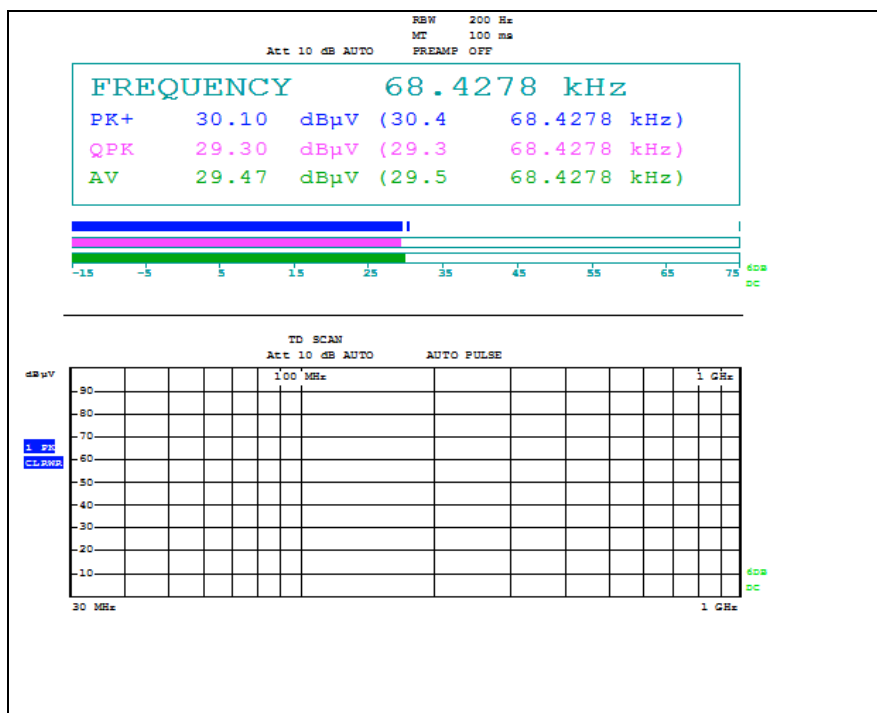 RBW 200 Hz
MT 100 ms
Att 10 dB AUTO PREAMP OFF
FREQUENCY 68.4278 kHz
PK+ 30.10 dBµV (30.4 68.4278 kHz)
QPK 29.30 dBµV (29.3 68.4278 kHz)
AV 29.47 dBµV (29.5 68.4278 kHz)
-15 -5 5 15 25 35 45 55 65 75
6DB
DC
TD SCAN
Att 10 dB AUTO AUTO PULSE
dBµV
100 MHz 1 GHz
90
80
70
1 PK
CLRWR
60
50
40
30
20
10
6DB
DC
30 MHz 1 GHz